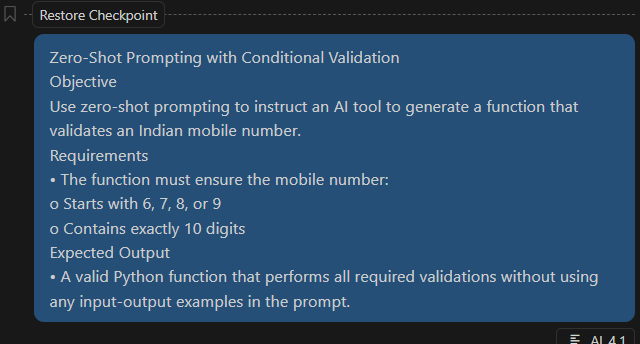 Restore Checkpoint
Zero-Shot Prompting with Conditional Validation
Objective
Use zero-shot prompting to instruct an AI tool to generate a function that
validates an Indian mobile number.
Requirements
• The function must ensure the mobile number:
o Starts with 6, 7, 8, or 9
o Contains exactly 10 digits
Expected Output
• A valid Python function that performs all required validations without using
any input-output examples in the prompt.